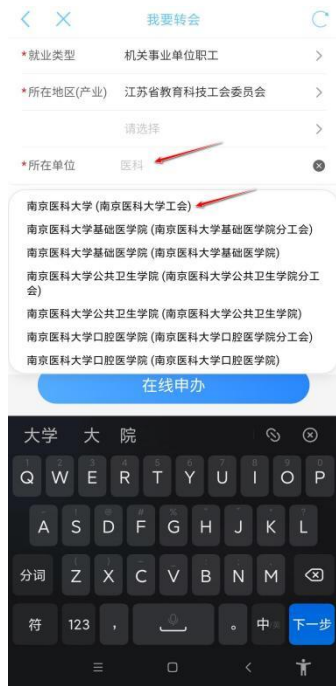 我要转会
*就业类型 机关事业单位职工
*所在地区(产业) 江苏省教育科技工会委员会
请选择
*所在单位 医科
南京医科大学 (南京医科大学工会)
南京医科大学基础医学院 (南京医科大学基础医学院分工会)
南京医科大学基础医学院 (南京医科大学基础医学院)
南京医科大学公共卫生学院 (南京医科大学公共卫生学院分工
会)
南京医科大学公共卫生学院 (南京医科大学公共卫生学院)
南京医科大学口腔医学院 (南京医科大学口腔医学院分工会)
南京医科大学口腔医学院 (南京医科大学口腔医学院)
在线申办
大学 大 院
1 2 3 4 5 6 7 8 9 0
Q W E R T Y U I O P
A S D F G H J K L
分词 Z X C V B N M
符 123 , 。 中/英 下一步